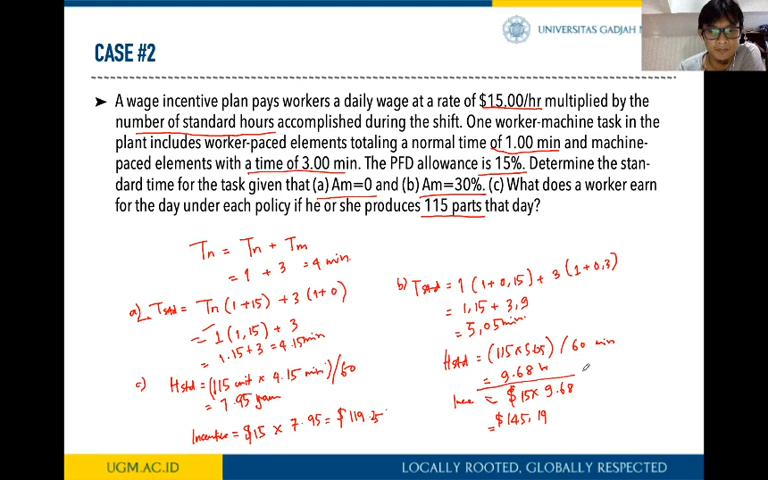 UNIVERSITAS GADJAH
CASE #2
➤ A wage incentive plan pays workers a daily wage at a rate of $15.00/hr multiplied by the
number of standard hours accomplished during the shift. One worker-machine task in the
plant includes worker-paced elements totaling a normal time of 1.00 min and machine-
paced elements with a time of 3.00 min. The PFD allowance is 15%. Determine the stan-
dard time for the task given that (a) Am=0 and (b) Am=30%. (c) What does a worker earn
for the day under each policy if he or she produces 115 parts that day?
Tn = Tn + Tm
= 1 + 3 = 4 min
a) Tstd = Tn (1+15) + 3 (1+0)
= 1 (1,15) + 3
= 1.15 + 3 = 4.15 min
c) Hstd = (115 unit x 4.15 min) / 60
= 7.95 jam
Incentive = $15 x 7.95 = $119.25
b) Tstd = 1 (1+0,15) + 3 (1+0,3)
= 1,15 + 3,9
= 5,05 min
Hstd = (115 x 5.05) / 60 min
= 9.68 h
= $15 x 9.68
= $145,19
UGM.AC.ID
LOCALLY ROOTED, GLOBALLY RESPECTED